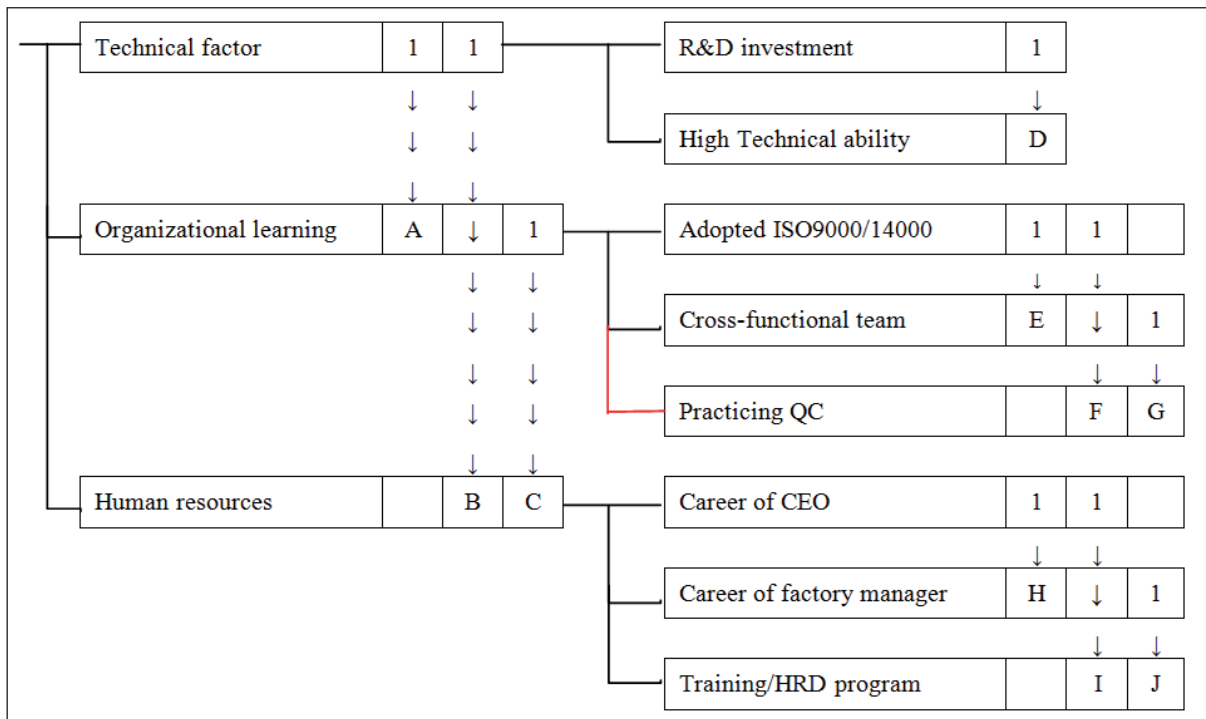 Technical factor 1 1 R&D investment 1
↓ ↓ ↓
↓ ↓ High Technical ability D
↓ ↓
↓ ↓
Organizational learning A ↓ 1 Adopted ISO9000/14000 1 1
↓ ↓ ↓ ↓
↓ ↓ Cross-functional team E ↓ 1
↓ ↓ ↓ ↓
↓ ↓ Practicing QC F G
↓ ↓
Human resources B C Career of CEO 1 1
↓ ↓
Career of factory manager H ↓ 1
↓ ↓
Training/HRD program I J